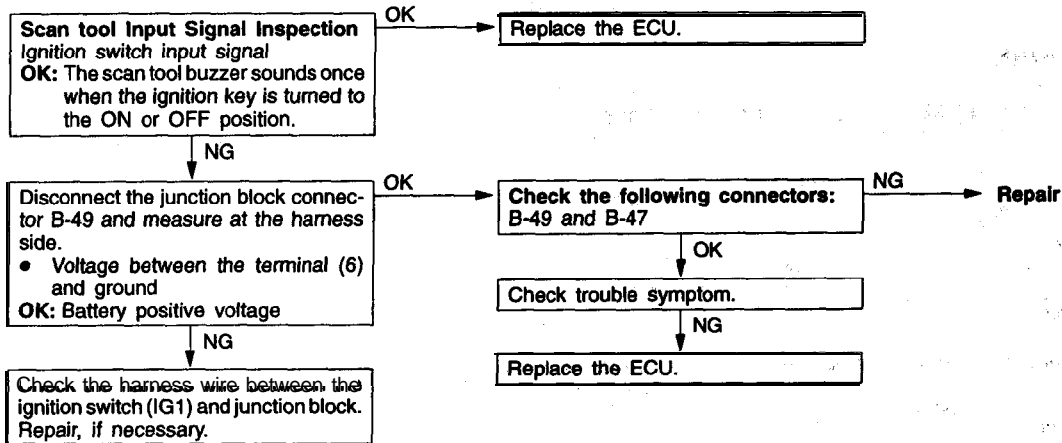 Scan tool Input Signal Inspection
Ignition switch input signal
OK: The scan tool buzzer sounds once
when the ignition key is turned to
the ON or OFF position.
OK
Replace the ECU.
NG
Disconnect the junction block connec-
tor B-49 and measure at the harness
side.
● Voltage between the terminal (6)
and ground
OK: Battery positive voltage
OK
Check the following connectors:
B-49 and B-47
NG
Repair
OK
Check trouble symptom.
NG
Replace the ECU.
NG
Check the harness wire between the
ignition switch (IG1) and junction block.
Repair, if necessary.